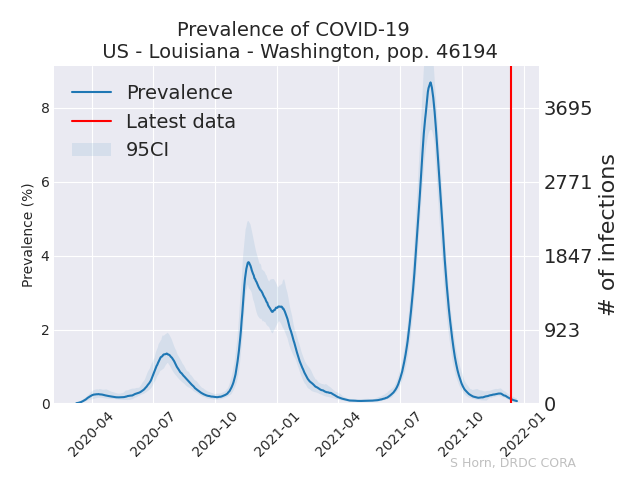 Prevalence of COVID-19
US - Louisiana - Washington, pop. 46194
Prevalence
Latest data
95CI
Prevalence (%)
8
6
4
2
0
3695
2771
1847
923
0
# of infections
2020-04
2020-07
2020-10
2021-01
2021-04
2021-07
2021-10
2022-01
S Horn, DRDC CORA